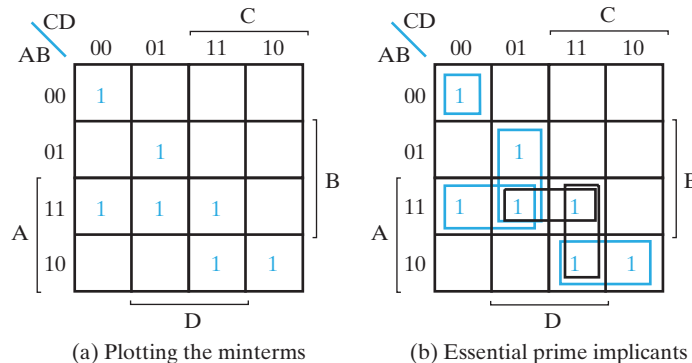 CD C CD C
AB 00 01 11 10 AB 00 01 11 10
00 1 00 1
01 1 B 01 1 B
A 11 1 1 1 A 11 1 1 1
10 1 1 10 1 1
D D
(a) Plotting the minterms (b) Essential prime implicants